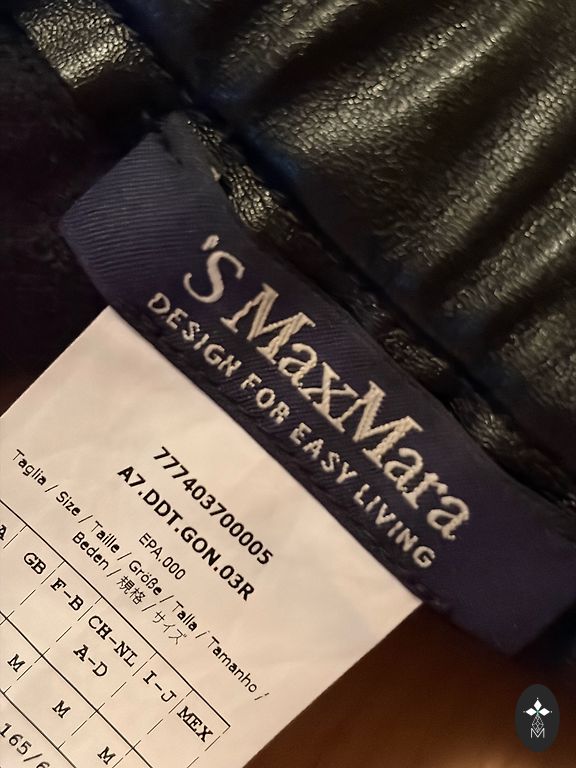 'S MaxMara
DESIGN FOR EASY LIVING
777403700005
A7.DDT.GON.03R
EPA.000
Taglia / Size / Taille / Größe / Talla / Tamanho /
Beden / 規格 / サイズ
GB F-B CH-NL I-J MEX
A-D
M M M
M